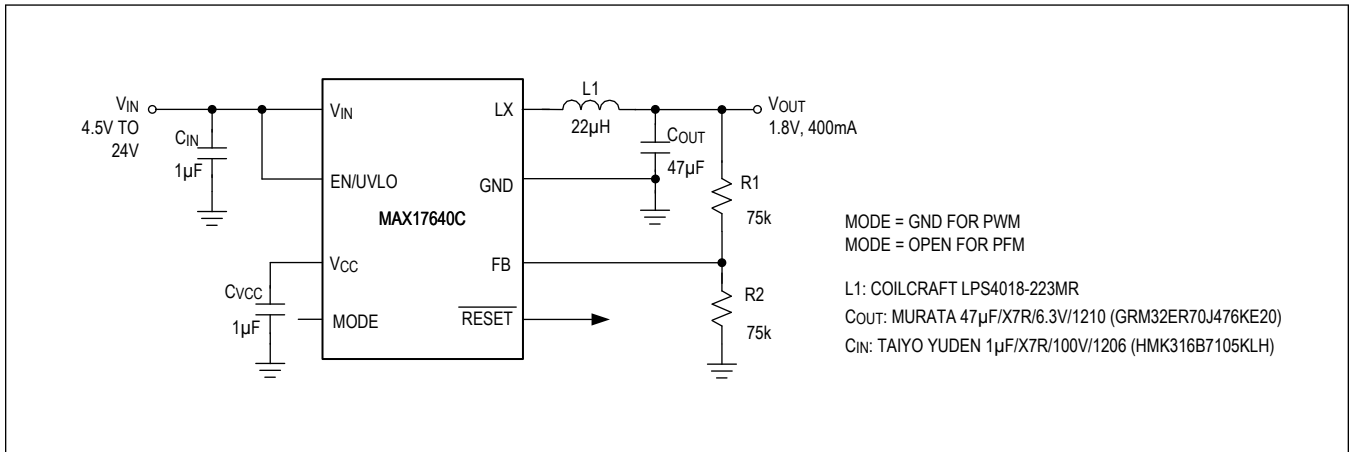 VIN
4.5V TO
24V
CIN
1µF
VIN
EN/UVLO
VCC
CVCC
1µF
MODE
MAX17640C
LX
GND
FB
RESET
L1
22µH
COUT
47µF
VOUT
1.8V, 400mA
R1
75k
R2
75k
MODE = GND FOR PWM
MODE = OPEN FOR PFM
L1: COILCRAFT LPS4018-223MR
COUT: MURATA 47µF/X7R/6.3V/1210 (GRM32ER70J476KE20)
CIN: TAIYO YUDEN 1µF/X7R/100V/1206 (HMK316B7105KLH)